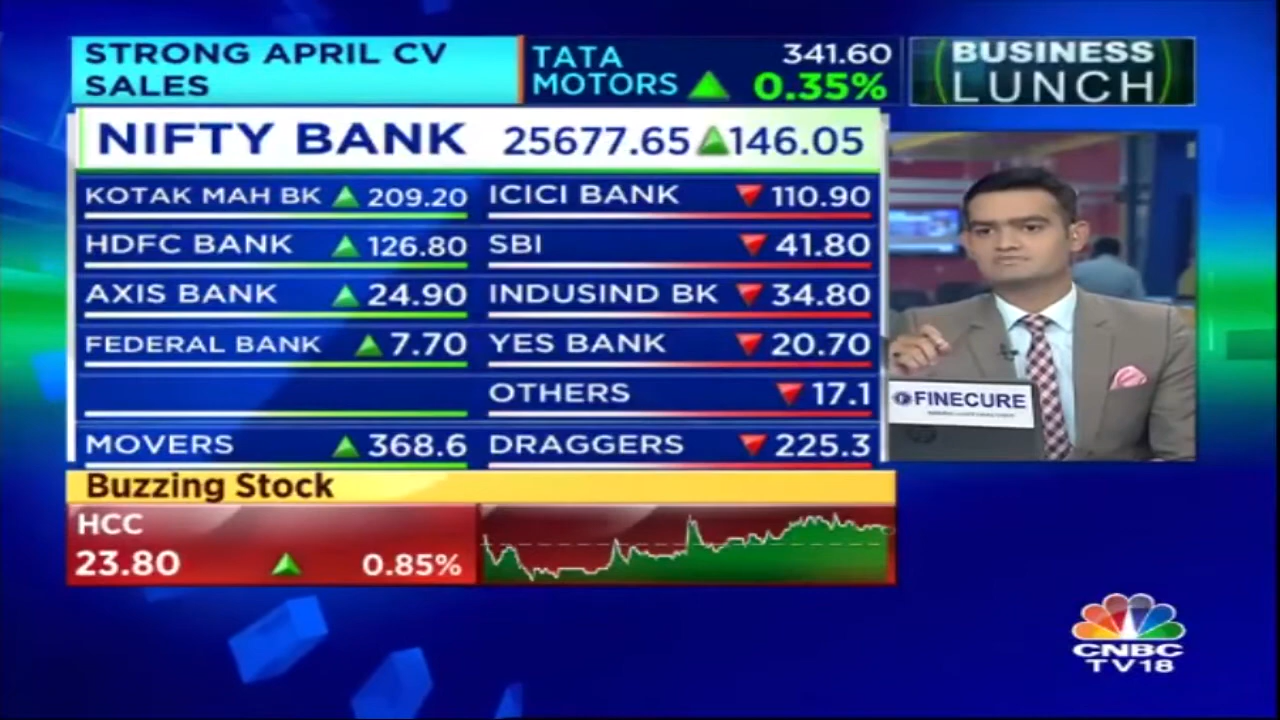 STRONG APRIL CV
SALES
TATA
MOTORS ▲
341.60
0.35%
BUSINESS
LUNCH
NIFTY BANK 25677.65 ▲ 146.05
KOTAK MAH BK ▲ 209.20
ICICI BANK ▼ 110.90
HDFC BANK ▲ 126.80
SBI ▼ 41.80
AXIS BANK ▲ 24.90
INDUSIND BK ▼ 34.80
FEDERAL BANK ▲ 7.70
YES BANK ▼ 20.70
OTHERS ▼ 17.1
MOVERS ▲ 368.6
DRAGGERS ▼ 225.3
FINECURE
Buzzing Stock
HCC
23.80 ▲ 0.85%
CNBC
TV18